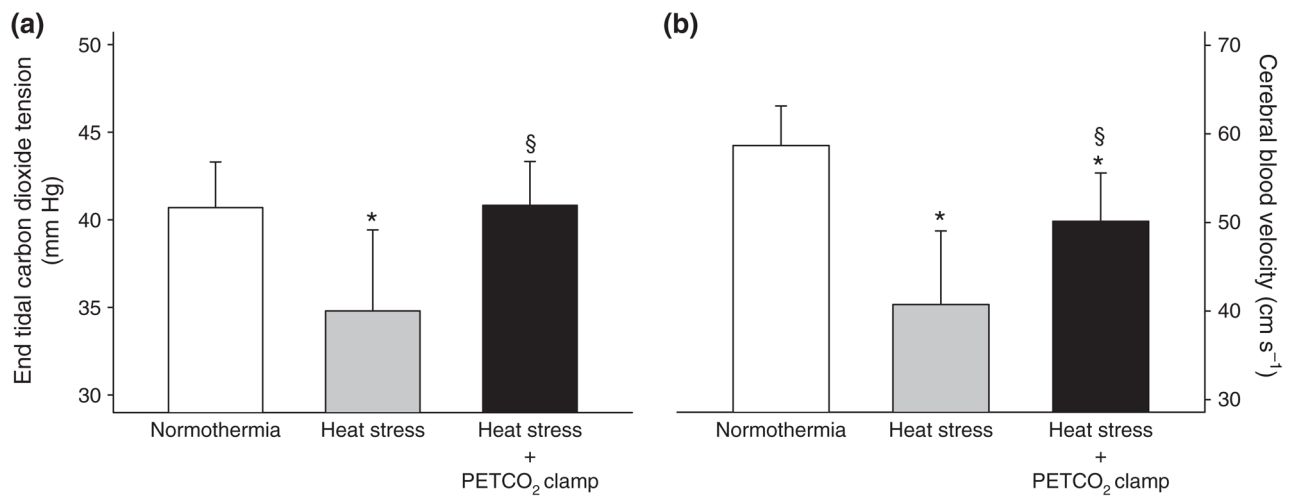 (a)
End tidal carbon dioxide tension
(mm Hg)
50
45
40
35
30
*
§
Normothermia
Heat stress
Heat stress
+
PETCO₂ clamp
(b)
Cerebral blood velocity (cm s⁻¹)
70
60
50
40
30
*
§
*
Normothermia
Heat stress
Heat stress
+
PETCO₂ clamp